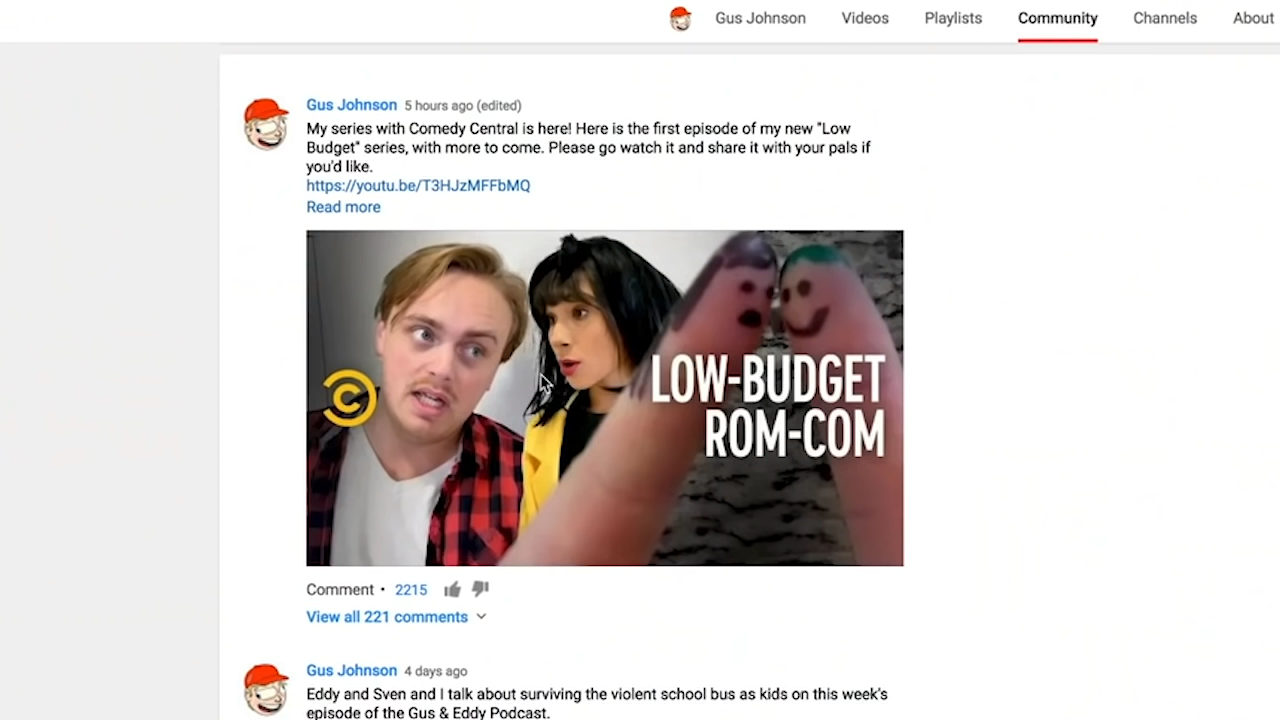 Gus Johnson Videos Playlists Community Channels About
Gus Johnson 5 hours ago (edited)
My series with Comedy Central is here! Here is the first episode of my new "Low
Budget" series, with more to come. Please go watch it and share it with your pals if
you'd like.
https://youtu.be/T3HJzMFFbMQ
Read more
LOW-BUDGET
ROM-COM
Comment • 2215
View all 221 comments
Gus Johnson 4 days ago
Eddy and Sven and I talk about surviving the violent school bus as kids on this week's
episode of the Gus & Eddy Podcast.